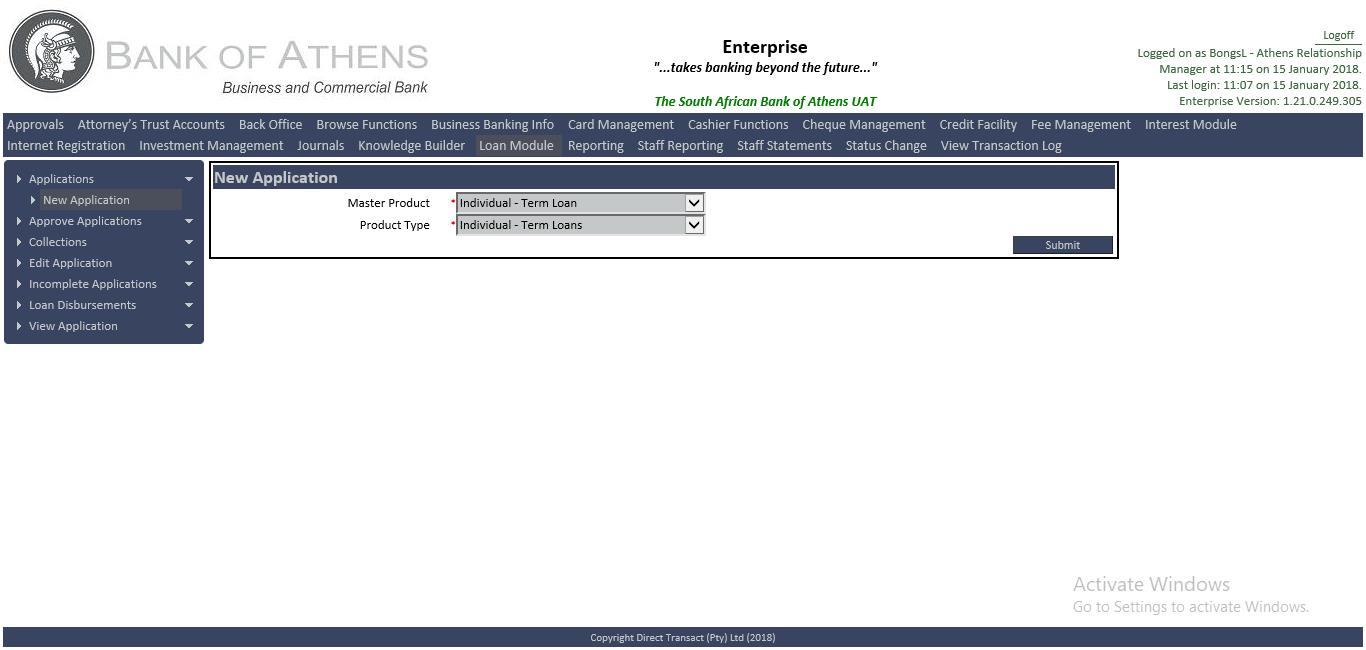 BANK OF ATHENS
Business and Commercial Bank
Enterprise
"...takes banking beyond the future..."
The South African Bank of Athens UAT
Logoff
Logged on as BongsL - Athens Relationship
Manager at 11:15 on 15 January 2018.
Last login: 11:07 on 15 January 2018.
Enterprise Version: 1.21.0.249.305
Approvals Attorney's Trust Accounts Back Office Browse Functions Business Banking Info Card Management Cashier Functions Cheque Management Credit Facility Fee Management Interest Module
Internet Registration Investment Management Journals Knowledge Builder Loan Module Reporting Staff Reporting Staff Statements Status Change View Transaction Log
Applications
New Application
Approve Applications
Collections
Edit Application
Incomplete Applications
Loan Disbursements
View Application
New Application
Master Product * Individual - Term Loan
Product Type * Individual - Term Loans
Submit
Activate Windows
Go to Settings to activate Windows.
Copyright Direct Transact (Pty) Ltd (2018)